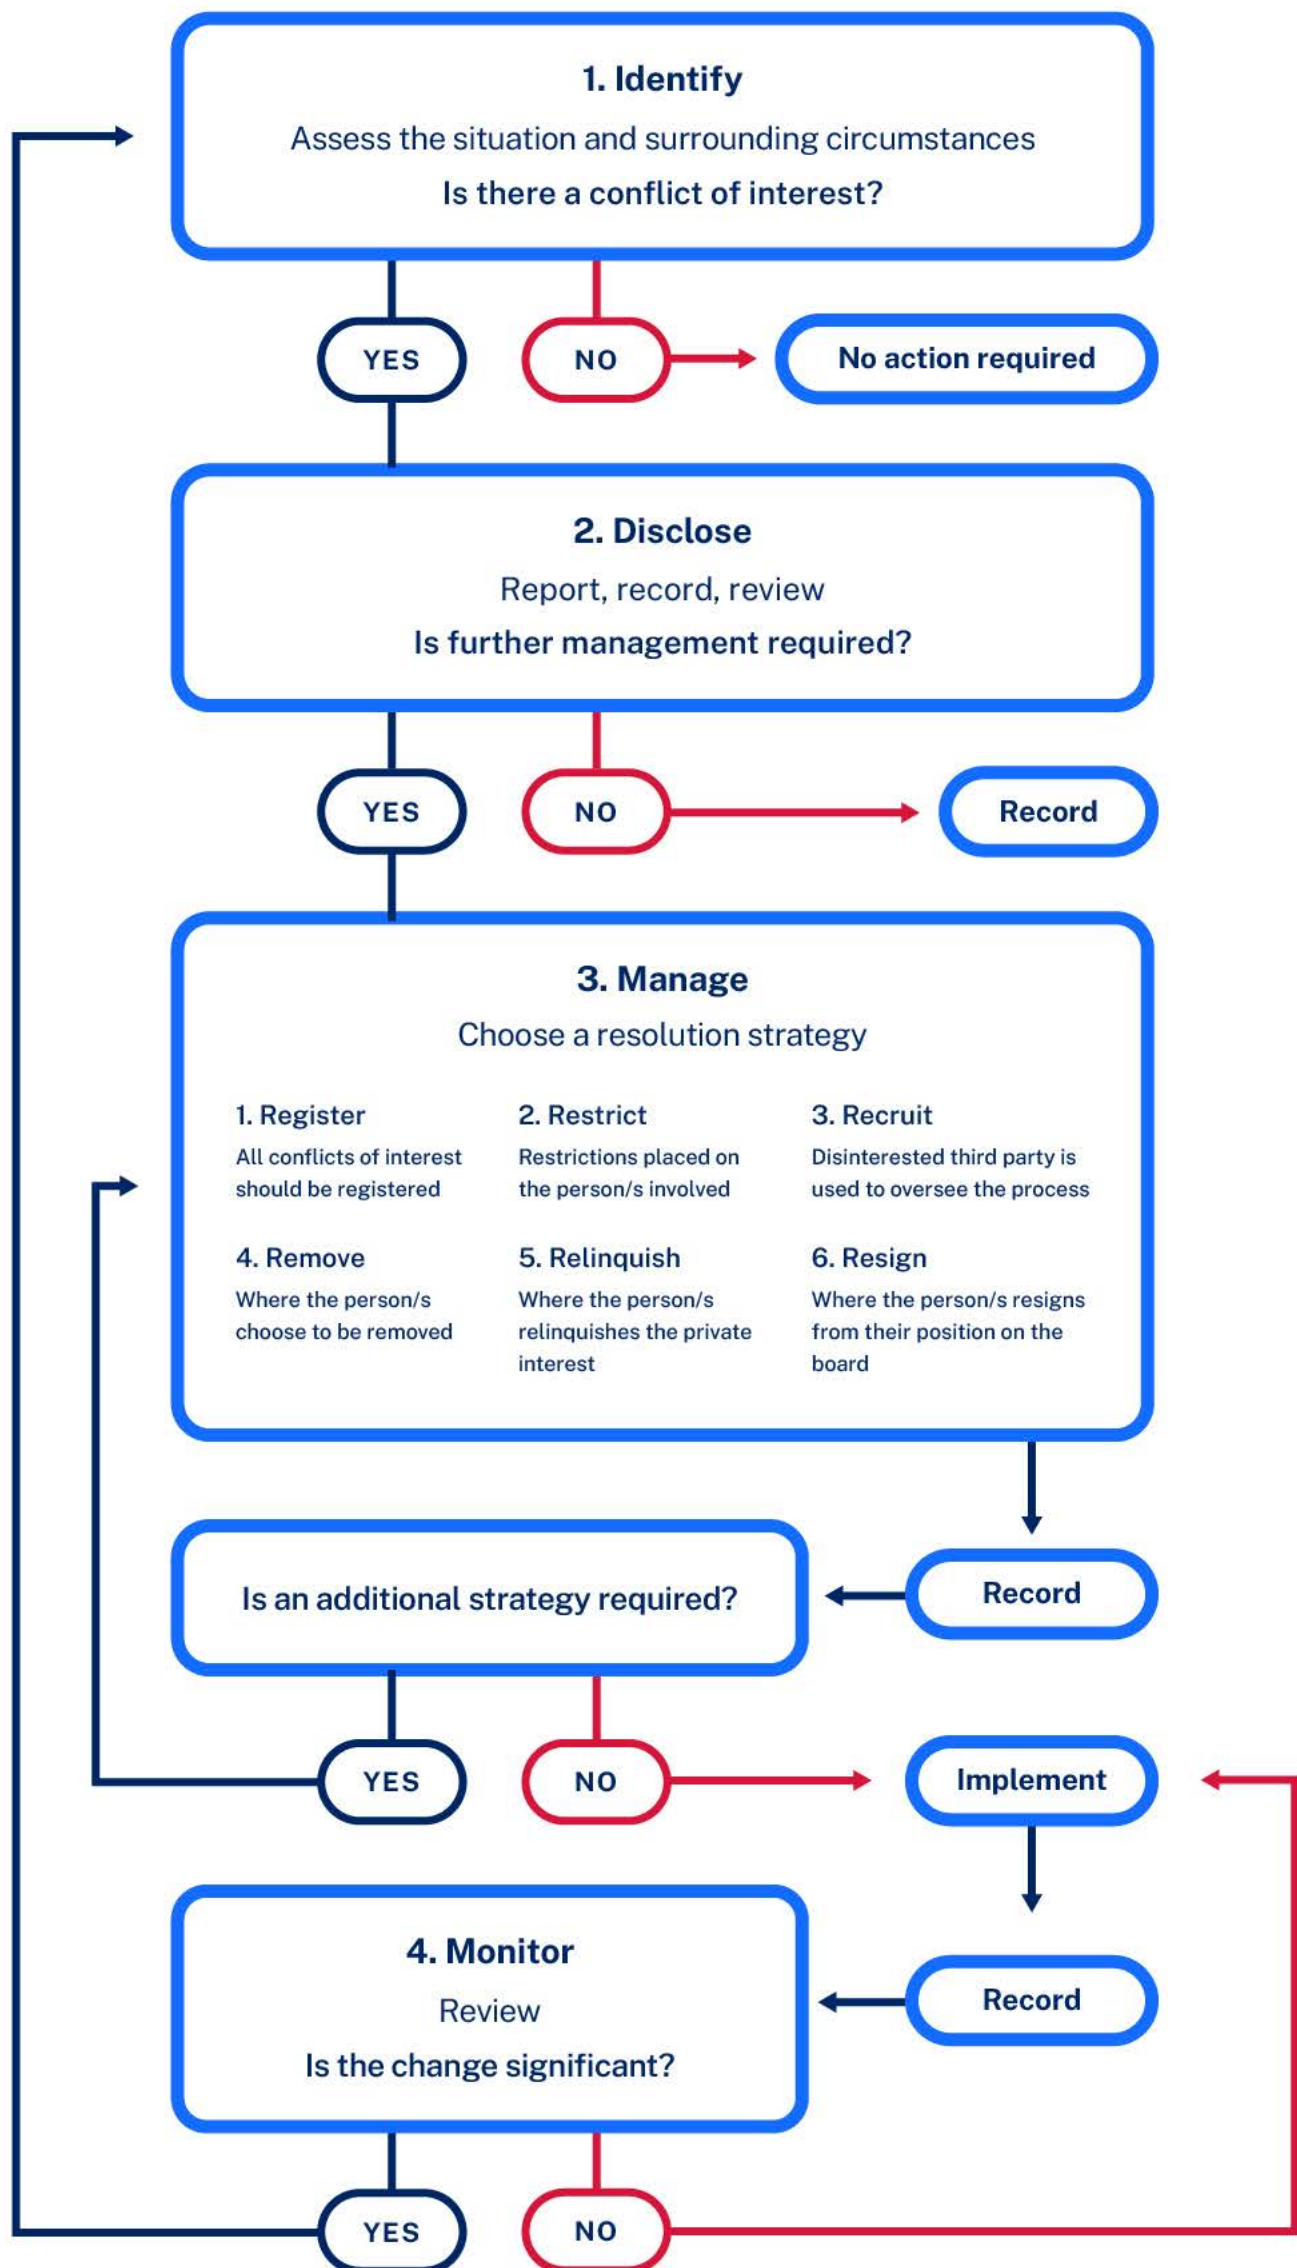 1. Identify
Assess the situation and surrounding circumstances
Is there a conflict of interest?
YES
NO
No action required
2. Disclose
Report, record, review
Is further management required?
YES
NO
Record
3. Manage
Choose a resolution strategy
1. Register
All conflicts of interest
should be registered
2. Restrict
Restrictions placed on
the person/s involved
3. Recruit
Disinterested third party is
used to oversee the process
4. Remove
Where the person/s
choose to be removed
5. Relinquish
Where the person/s
relinquishes the private
interest
6. Resign
Where the person/s resigns
from their position on the
board
Record
Is an additional strategy required?
YES
NO
Implement
Record
4. Monitor
Review
Is the change significant?
YES
NO